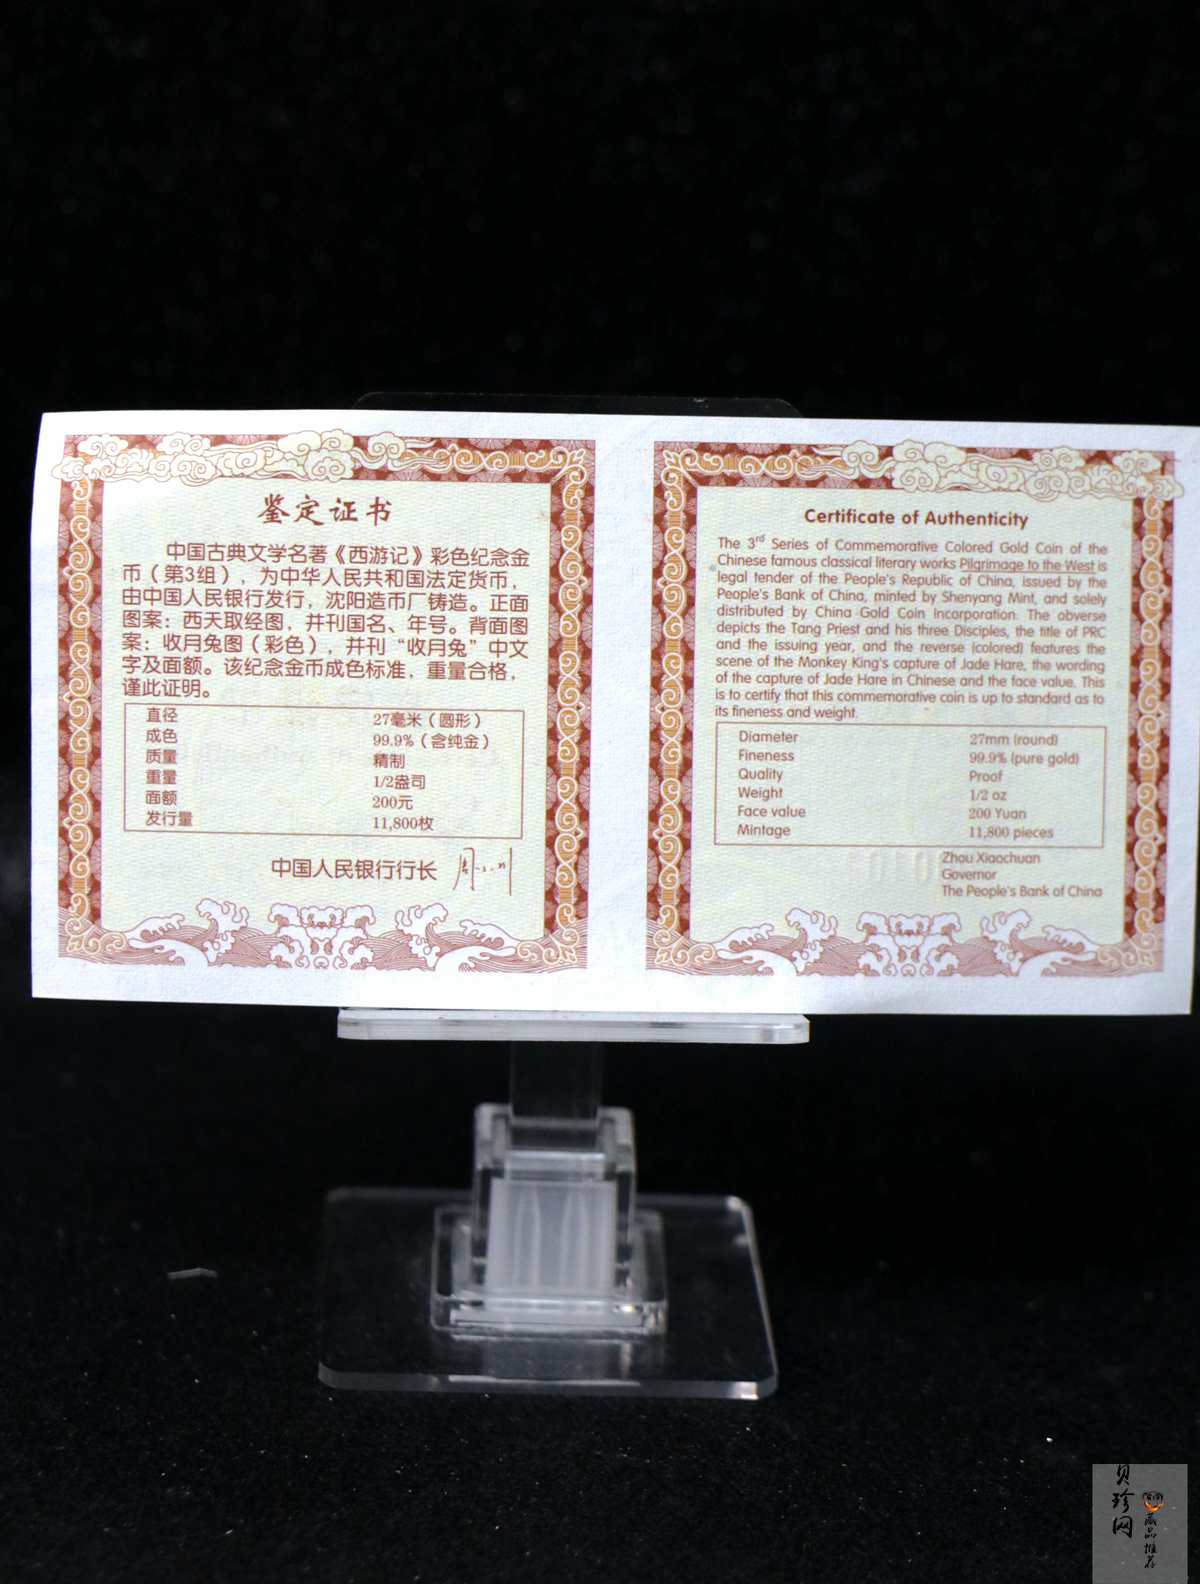 鉴定证书
中国古典文学名著《西游记》彩色纪念金
币（第3组），为中华人民共和国法定货币，
由中国人民银行发行，沈阳造币厂铸造。正面
图案：西天取经图，并刊国名、年号。背面图
案：收月兔图（彩色），并刊“收月兔”中文
字及面额。该纪念金币成色标准，重量合格，
谨此证明。
直径 27毫米（圆形）
成色 99.9%（含纯金）
质量 精制
重量 1/2盎司
面额 200元
发行量 11,800枚
中国人民银行行长
Certificate of Authenticity
The 3rd Series of Commemorative Colored Gold Coin of the
Chinese famous classical literary works Pilgrimage to the West is
legal tender of the People's Republic of China, issued by the
People's Bank of China, minted by Shenyang Mint, and solely
distributed by China Gold Coin Incorporation. The obverse
depicts the Tang Priest and his three Disciples, the title of PRC
and the issuing year, and the reverse (colored) features the
scene of the Monkey King's capture of Jade Hare, the wording
of the capture of Jade Hare in Chinese and the face value. This
is to certify that this commemorative coin is up to standard as to
its fineness and weight.
Diameter 27mm (round)
Fineness 99.9% (pure gold)
Quality Proof
Weight 1/2 oz
Face value 200 Yuan
Mintage 11,800 pieces
Zhou Xiaochuan
Governor
The People's Bank of China
贝珍网
藏品推荐